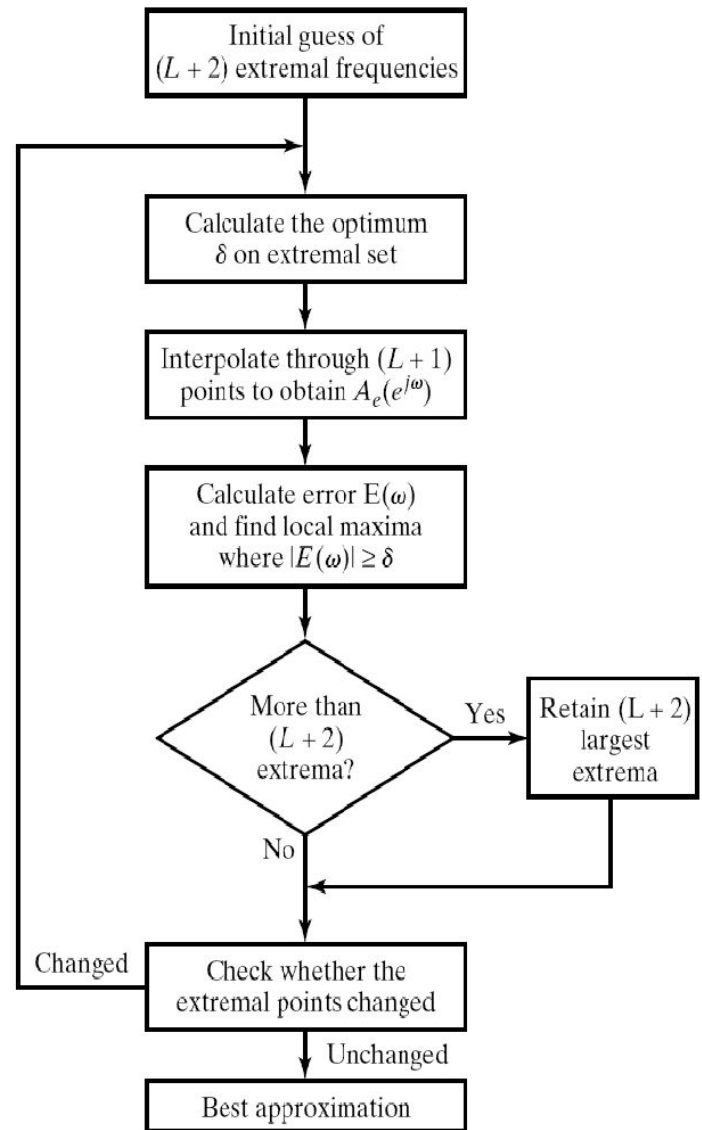 Initial guess of
(L + 2) extremal frequencies
Calculate the optimum
δ on extremal set
Interpolate through (L + 1)
points to obtain Aₑ(e^{jω})
Calculate error E(ω)
and find local maxima
where |E(ω)| ≥ δ
More than
(L + 2)
extrema?
Yes
Retain (L + 2)
largest
extrema
No
Changed
Check whether the
extremal points changed
Unchanged
Best approximation